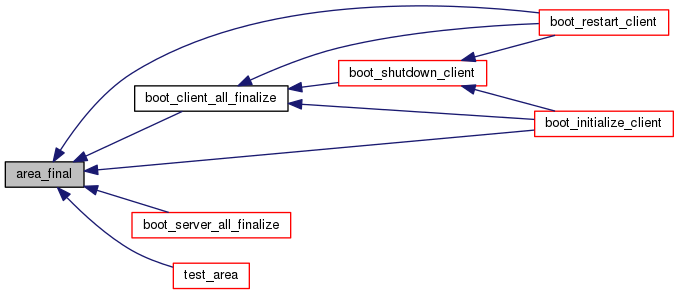 boot_restart_client
boot_shutdown_client
boot_client_all_finalize
boot_initialize_client
area_final
boot_server_all_finalize
test_area